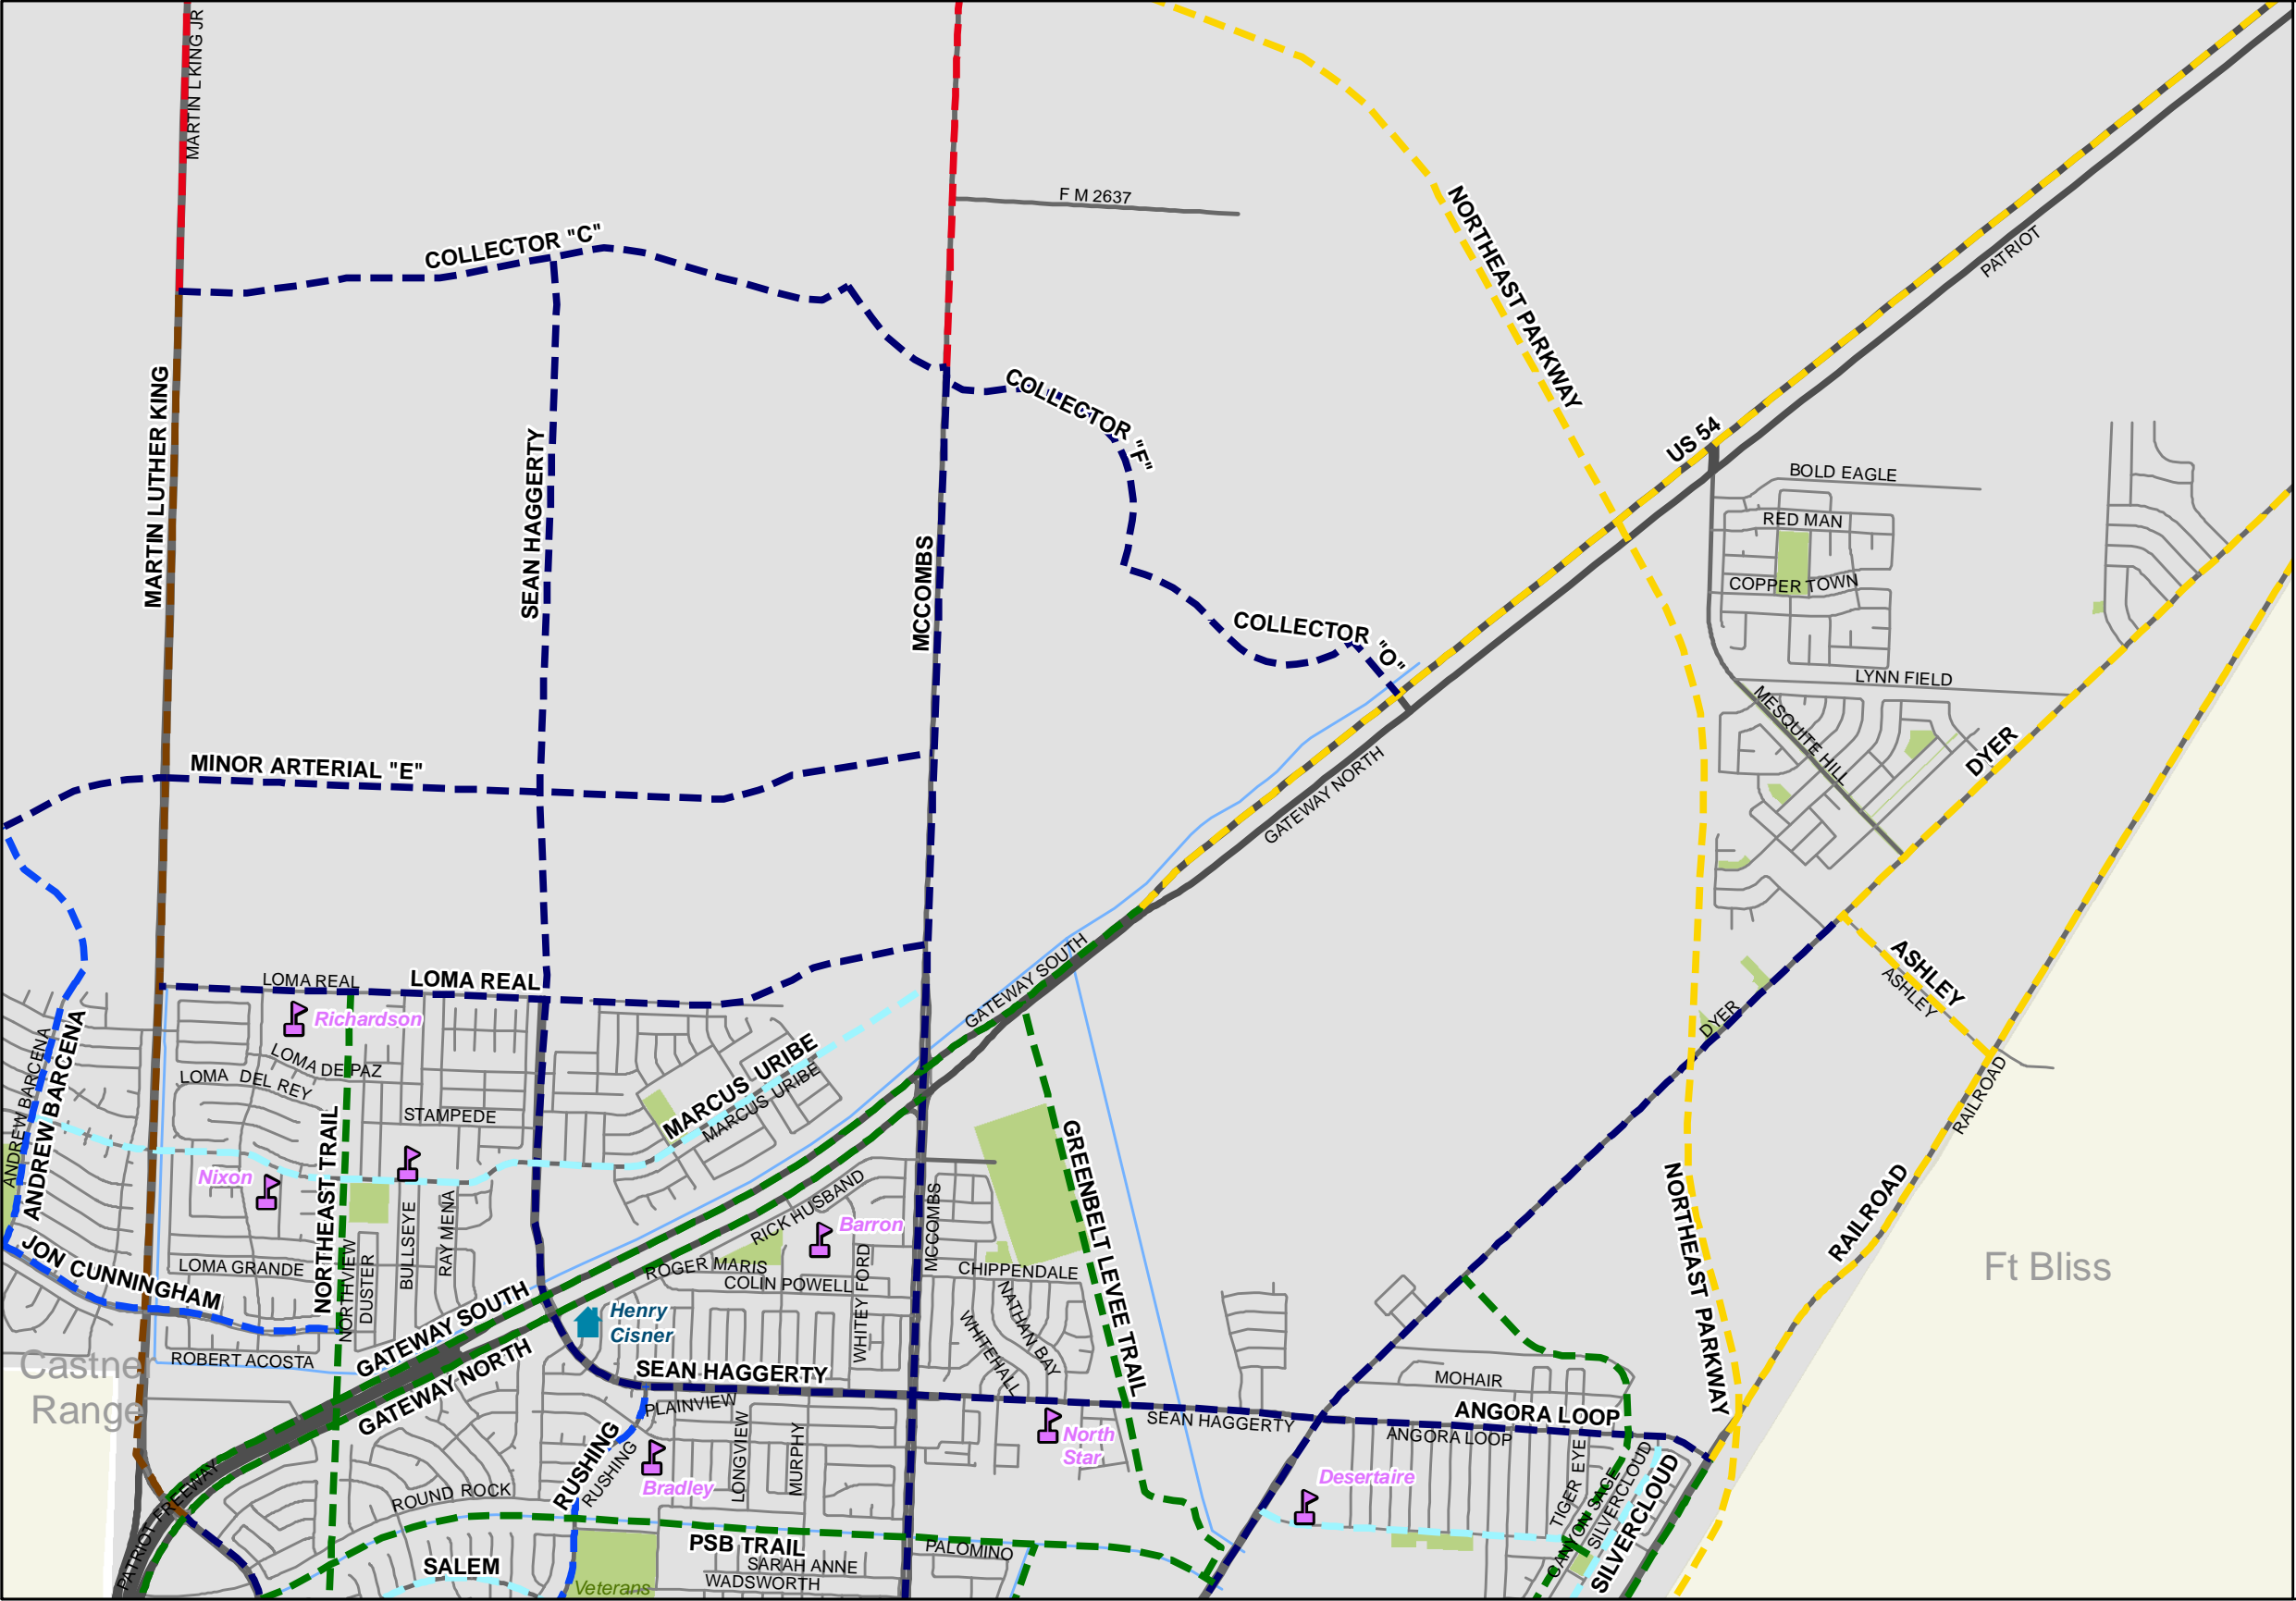 MARTIN L KING JR
F M 2637
COLLECTOR "C"
NORTHEAST PARKWAY
PATRIOT
MARTIN LUTHER KING
SEAN HAGGERTY
MCCOMBS
COLLECTOR "F"
US 54
BOLD EAGLE
RED MAN
COPPER TOWN
COLLECTOR "O"
LYNN FIELD
MESQUITE HILL
DYER
GATEWAY NORTH
MINOR ARTERIAL "E"
LOMA REAL
LOMA REAL
Richardson
GATEWAY SOUTH
ASHLEY
ASHLEY
DYER
RAILROAD
ANDREW BARCENA
ANDREW BARCENA
LOMA DE PAZ
LOMA DEL REY
STAMPEDE
MARCUS URIBE
MARCUS URIBE
NORTHEAST TRAIL
Nixon
BULLSEYE
RAY MENA
RICK HUSBAND
Barron
MCCOMBS
GREENBELT LEVEE TRAIL
NORTHEAST PARKWAY
RAILROAD
Ft Bliss
JON CUNNINGHAM
LOMA GRANDE
NORTHVIEW
DUSTER
ROGER MARIS
COLIN POWELL
WHITEY FORD
CHIPPENDALE
NATHAN BAY
WHITEHALL
GATEWAY SOUTH
GATEWAY NORTH
Henry
Cisner
Castner
Range
ROBERT ACOSTA
SEAN HAGGERTY
PLAINVIEW
SEAN HAGGERTY
MOHAIR
ANGORA LOOP
ANGORA LOOP
North
Star
RUSHING
RUSHING
Bradley
LONGVIEW
MURPHY
Desertaire
TIGER EYE
CANYON SAGE
SILVERCLOUD
SILVERCLOUD
PATRIOT FREEWAY
ROUND ROCK
PSB TRAIL
SARAH ANNE
WADSWORTH
PALOMINO
SALEM
Veterans